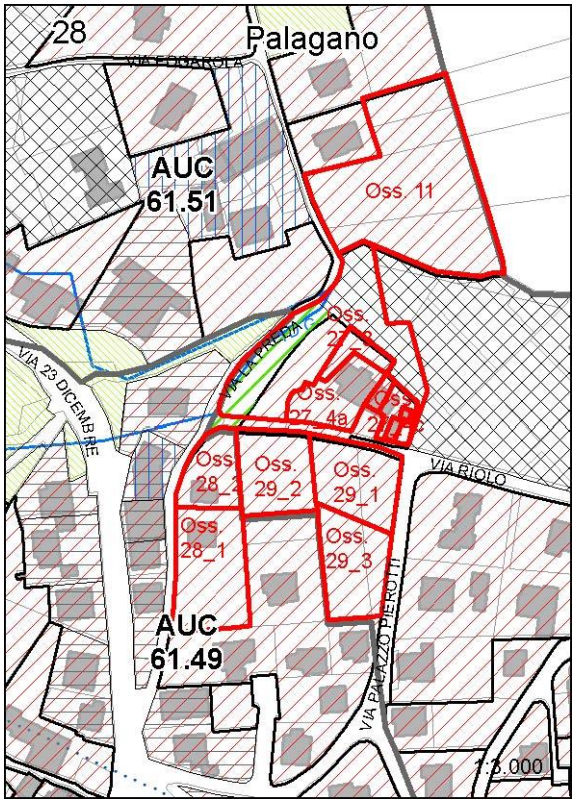 28
Palagano
VIA FOGAROLA
AUC
61.51
Oss. 11
Oss.
VIA LA PREDA
VIA 23 DICEMBRE
Oss.
27_4a
VIA RIOLO
Oss.
28_2
Oss.
29_2
Oss.
29_1
Oss.
28_1
Oss.
29_3
AUC
61.49
VIA PALAZZO PIEROTTI
1:3.000